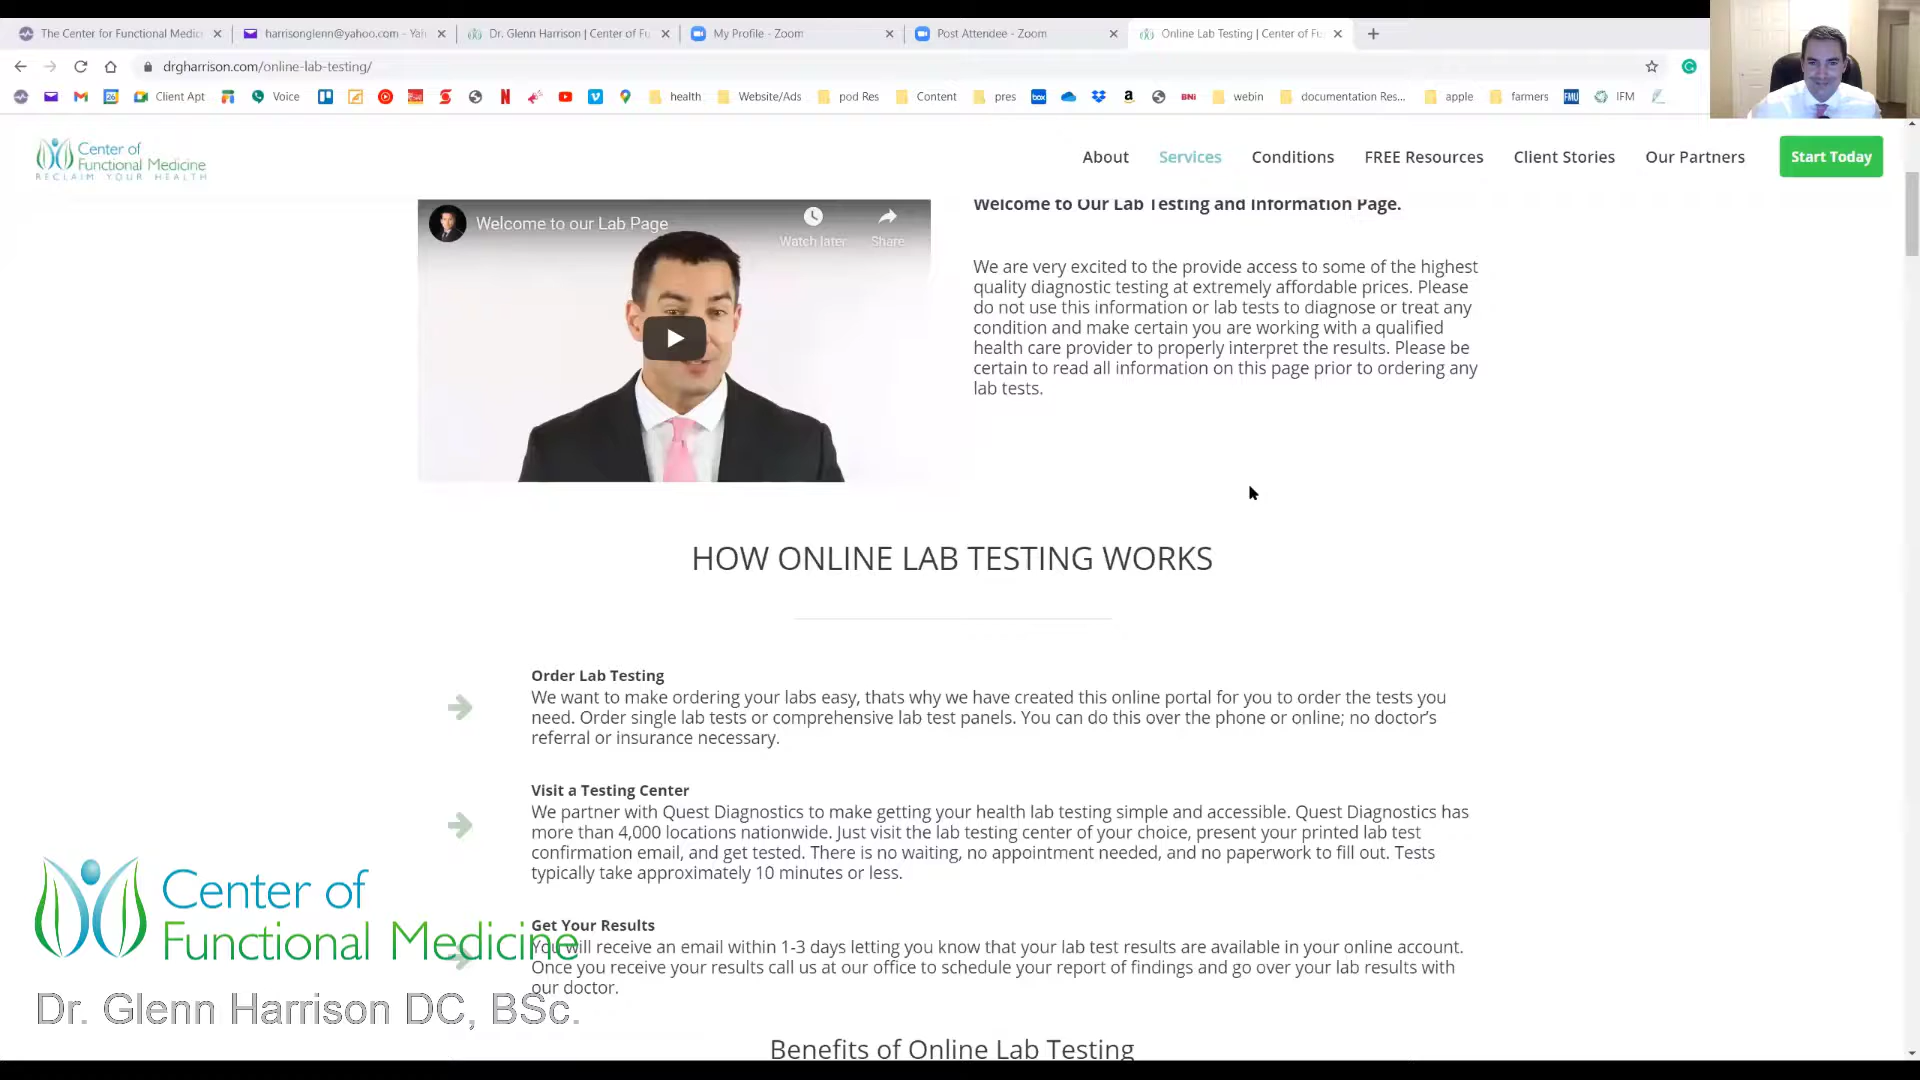 The Center for Functional Medic
harrisonglenn@yahoo.com - Yah
Dr. Glenn Harrison | Center of Fu
My Profile - Zoom
Post Attendee - Zoom
Online Lab Testing | Center of Fu
drgharrison.com/online-lab-testing/
Client Apt
Voice
health
Website/Ads
pod Res
Content
pres
box
BNI
webin
documentation Res...
apple
farmers
FMU
IFM
Center of
Functional Medicine
RECLAIM YOUR HEALTH
About
Services
Conditions
FREE Resources
Client Stories
Our Partners
Start Today
Welcome to our Lab Page
Watch later
Share
Welcome to Our Lab Testing and Information Page.
We are very excited to the provide access to some of the highest
quality diagnostic testing at extremely affordable prices. Please
do not use this information or lab tests to diagnose or treat any
condition and make certain you are working with a qualified
health care provider to properly interpret the results. Please be
certain to read all information on this page prior to ordering any
lab tests.
HOW ONLINE LAB TESTING WORKS
Order Lab Testing
We want to make ordering your labs easy, thats why we have created this online portal for you to order the tests you
need. Order single lab tests or comprehensive lab test panels. You can do this over the phone or online; no doctor's
referral or insurance necessary.
Visit a Testing Center
We partner with Quest Diagnostics to make getting your health lab testing simple and accessible. Quest Diagnostics has
more than 4,000 locations nationwide. Just visit the lab testing center of your choice, present your printed lab test
confirmation email, and get tested. There is no waiting, no appointment needed, and no paperwork to fill out. Tests
typically take approximately 10 minutes or less.
Get Your Results
You will receive an email within 1-3 days letting you know that your lab test results are available in your online account.
Once you receive your results call us at our office to schedule your report of findings and go over your lab results with
our doctor.
Center of
Functional Medicine
Dr. Glenn Harrison DC, BSc.
Benefits of Online Lab Testing